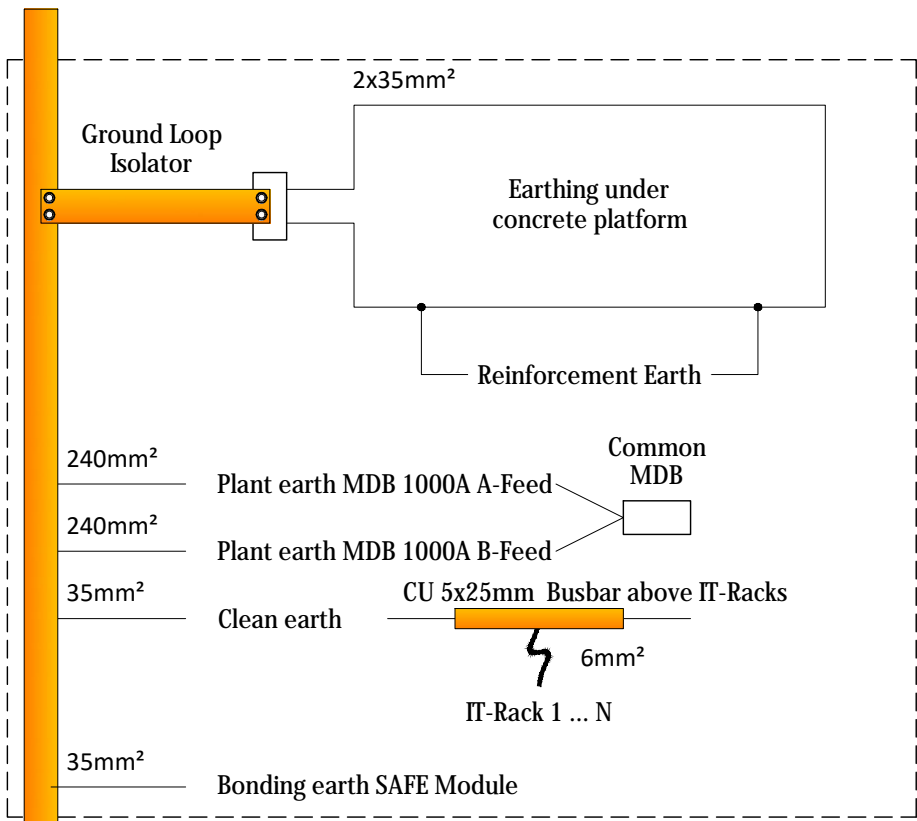 2x35mm²
Ground Loop
Isolator
Earthing under
concrete platform
Reinforcement Earth
240mm²
Plant earth MDB 1000A A-Feed
Common
MDB
240mm²
Plant earth MDB 1000A B-Feed
35mm²
Clean earth
CU 5x25mm Busbar above IT-Racks
6mm²
IT-Rack 1 ... N
35mm²
Bonding earth SAFE Module